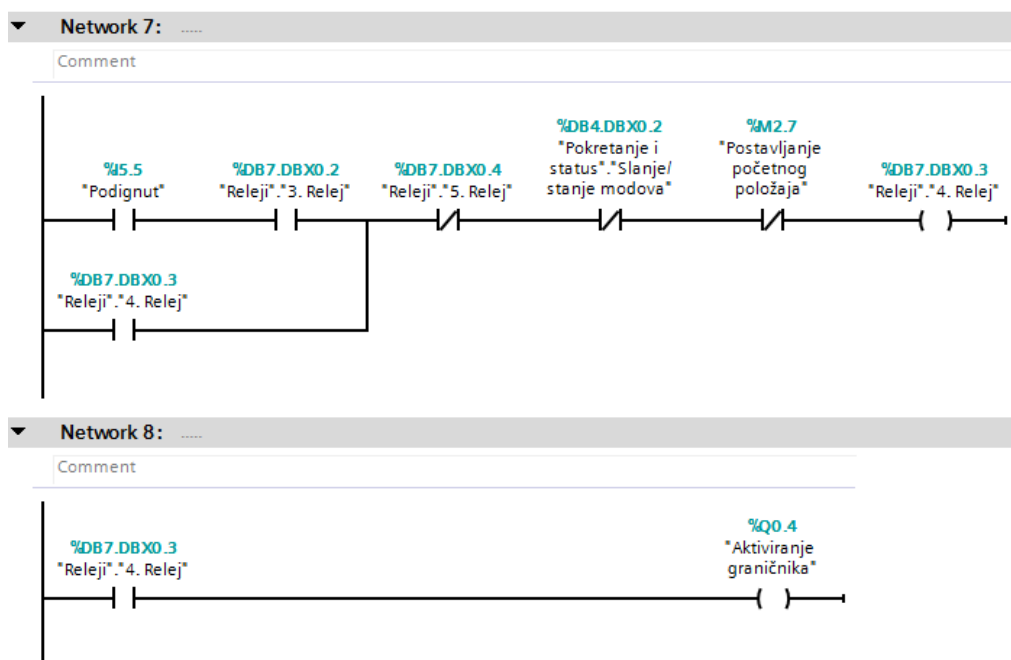 Network 7: .....
Comment
%DB4.DBX0.2
"Pokretanje i
status"."Slanje/
stanje modova"
%M2.7
"Postavljanje
početnog
položaja"
%I5.5
"Podignut"
%DB7.DBX0.2
"Releji"."3. Relej"
%DB7.DBX0.4
"Releji"."5. Relej"
%DB7.DBX0.3
"Releji"."4. Relej"
%DB7.DBX0.3
"Releji"."4. Relej"
Network 8: .....
Comment
%DB7.DBX0.3
"Releji"."4. Relej"
%Q0.4
"Aktiviranje
graničnika"